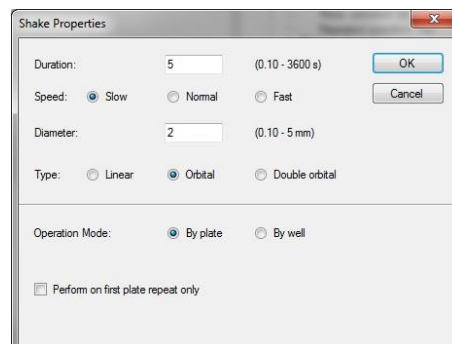 Shake Properties
Duration: 5 (0.10 - 3600 s) OK
Speed: Slow Normal Fast Cancel
Diameter: 2 (0.10 - 5 mm)
Type: Linear Orbital Double orbital
Operation Mode: By plate By well
Perform on first plate repeat only